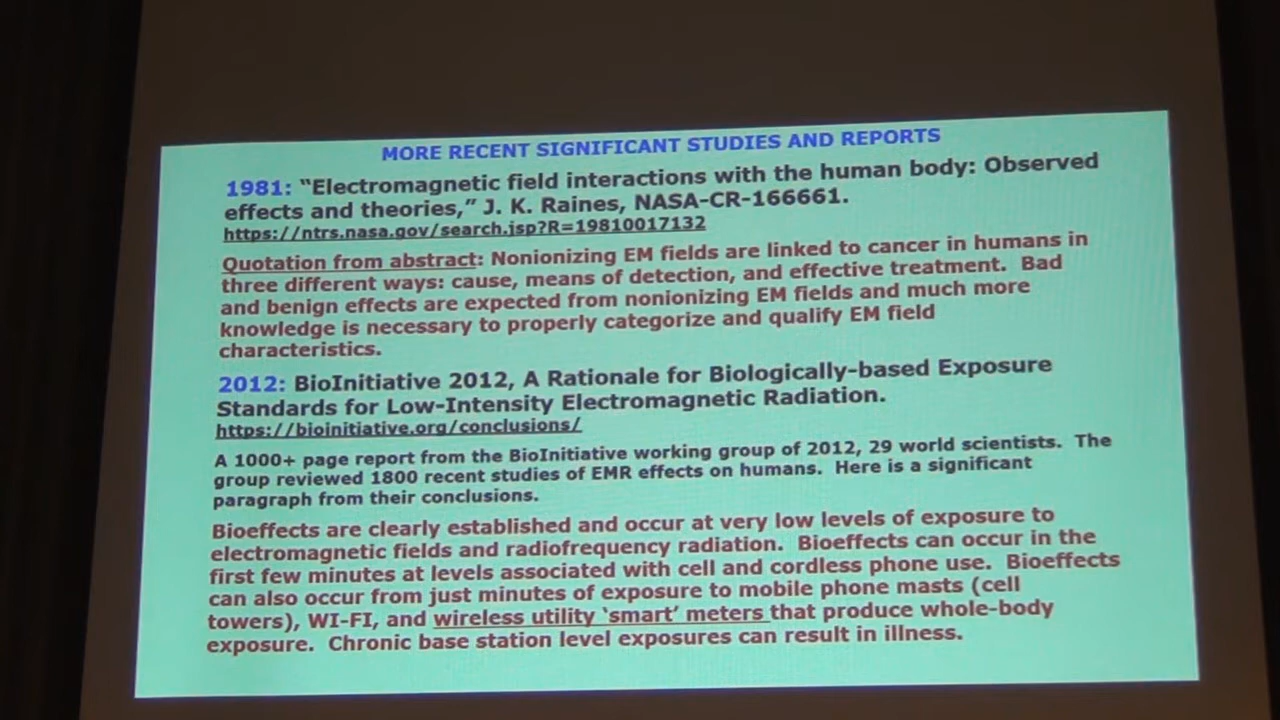 MORE RECENT SIGNIFICANT STUDIES AND REPORTS
1981: “Electromagnetic field interactions with the human body: Observed
effects and theories,” J. K. Raines, NASA-CR-166661.
https://ntrs.nasa.gov/search.jsp?R=19810017132
Quotation from abstract: Nonionizing EM fields are linked to cancer in humans in
three different ways: cause, means of detection, and effective treatment. Bad
and benign effects are expected from nonionizing EM fields and much more
knowledge is necessary to properly categorize and qualify EM field
characteristics.
2012: BioInitiative 2012, A Rationale for Biologically-based Exposure
Standards for Low-Intensity Electromagnetic Radiation.
https://bioinitiative.org/conclusions/
A 1000+ page report from the BioInitiative working group of 2012, 29 world scientists. The
group reviewed 1800 recent studies of EMR effects on humans. Here is a significant
paragraph from their conclusions.
Bioeffects are clearly established and occur at very low levels of exposure to
electromagnetic fields and radiofrequency radiation. Bioeffects can occur in the
first few minutes at levels associated with cell and cordless phone use. Bioeffects
can also occur from just minutes of exposure to mobile phone masts (cell
towers), WI-FI, and wireless utility ‘smart’ meters that produce whole-body
exposure. Chronic base station level exposures can result in illness.